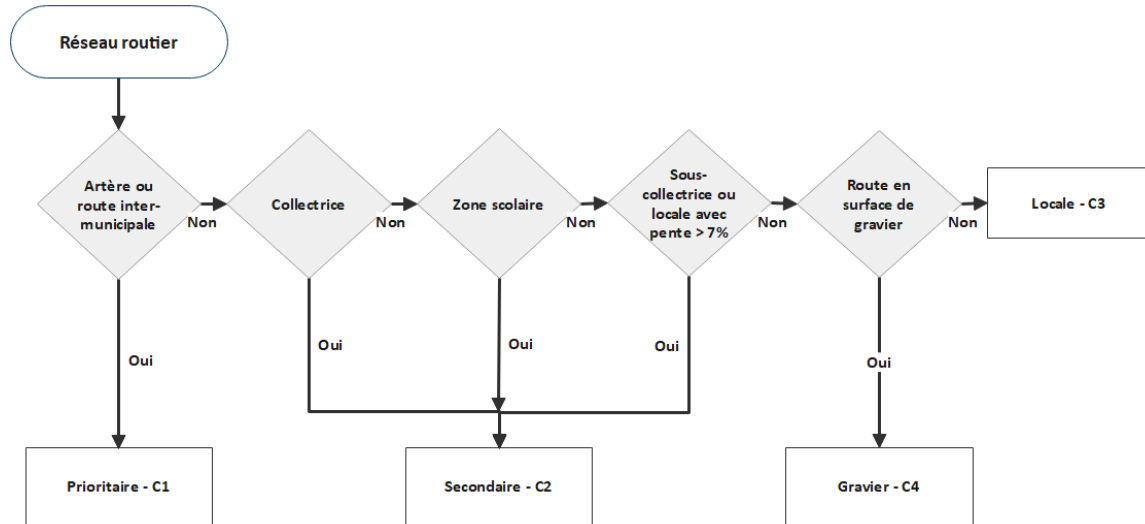 Réseau routier
Artère ou
route inter-
municipale
Non
Collectrice
Non
Zone scolaire
Non
Sous-
collectrice ou
locale avec
pente > 7%
Non
Route en
surface de
gravier
Non
Locale - C3
Oui
Oui
Oui
Oui
Oui
Prioritaire - C1
Secondaire - C2
Gravier - C4